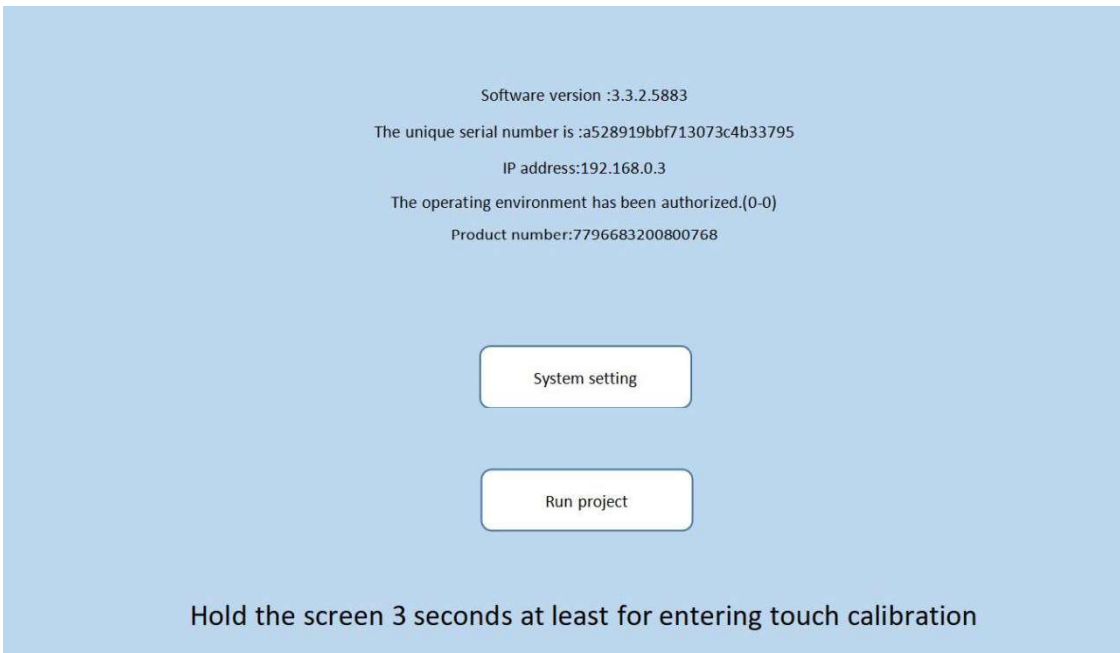 Software version :3.3.2.5883
The unique serial number is :a528919bbf713073c4b33795
IP address:192.168.0.3
The operating environment has been authorized.(0-0)
Product number:7796683200800768
System setting
Run project
Hold the screen 3 seconds at least for entering touch calibration